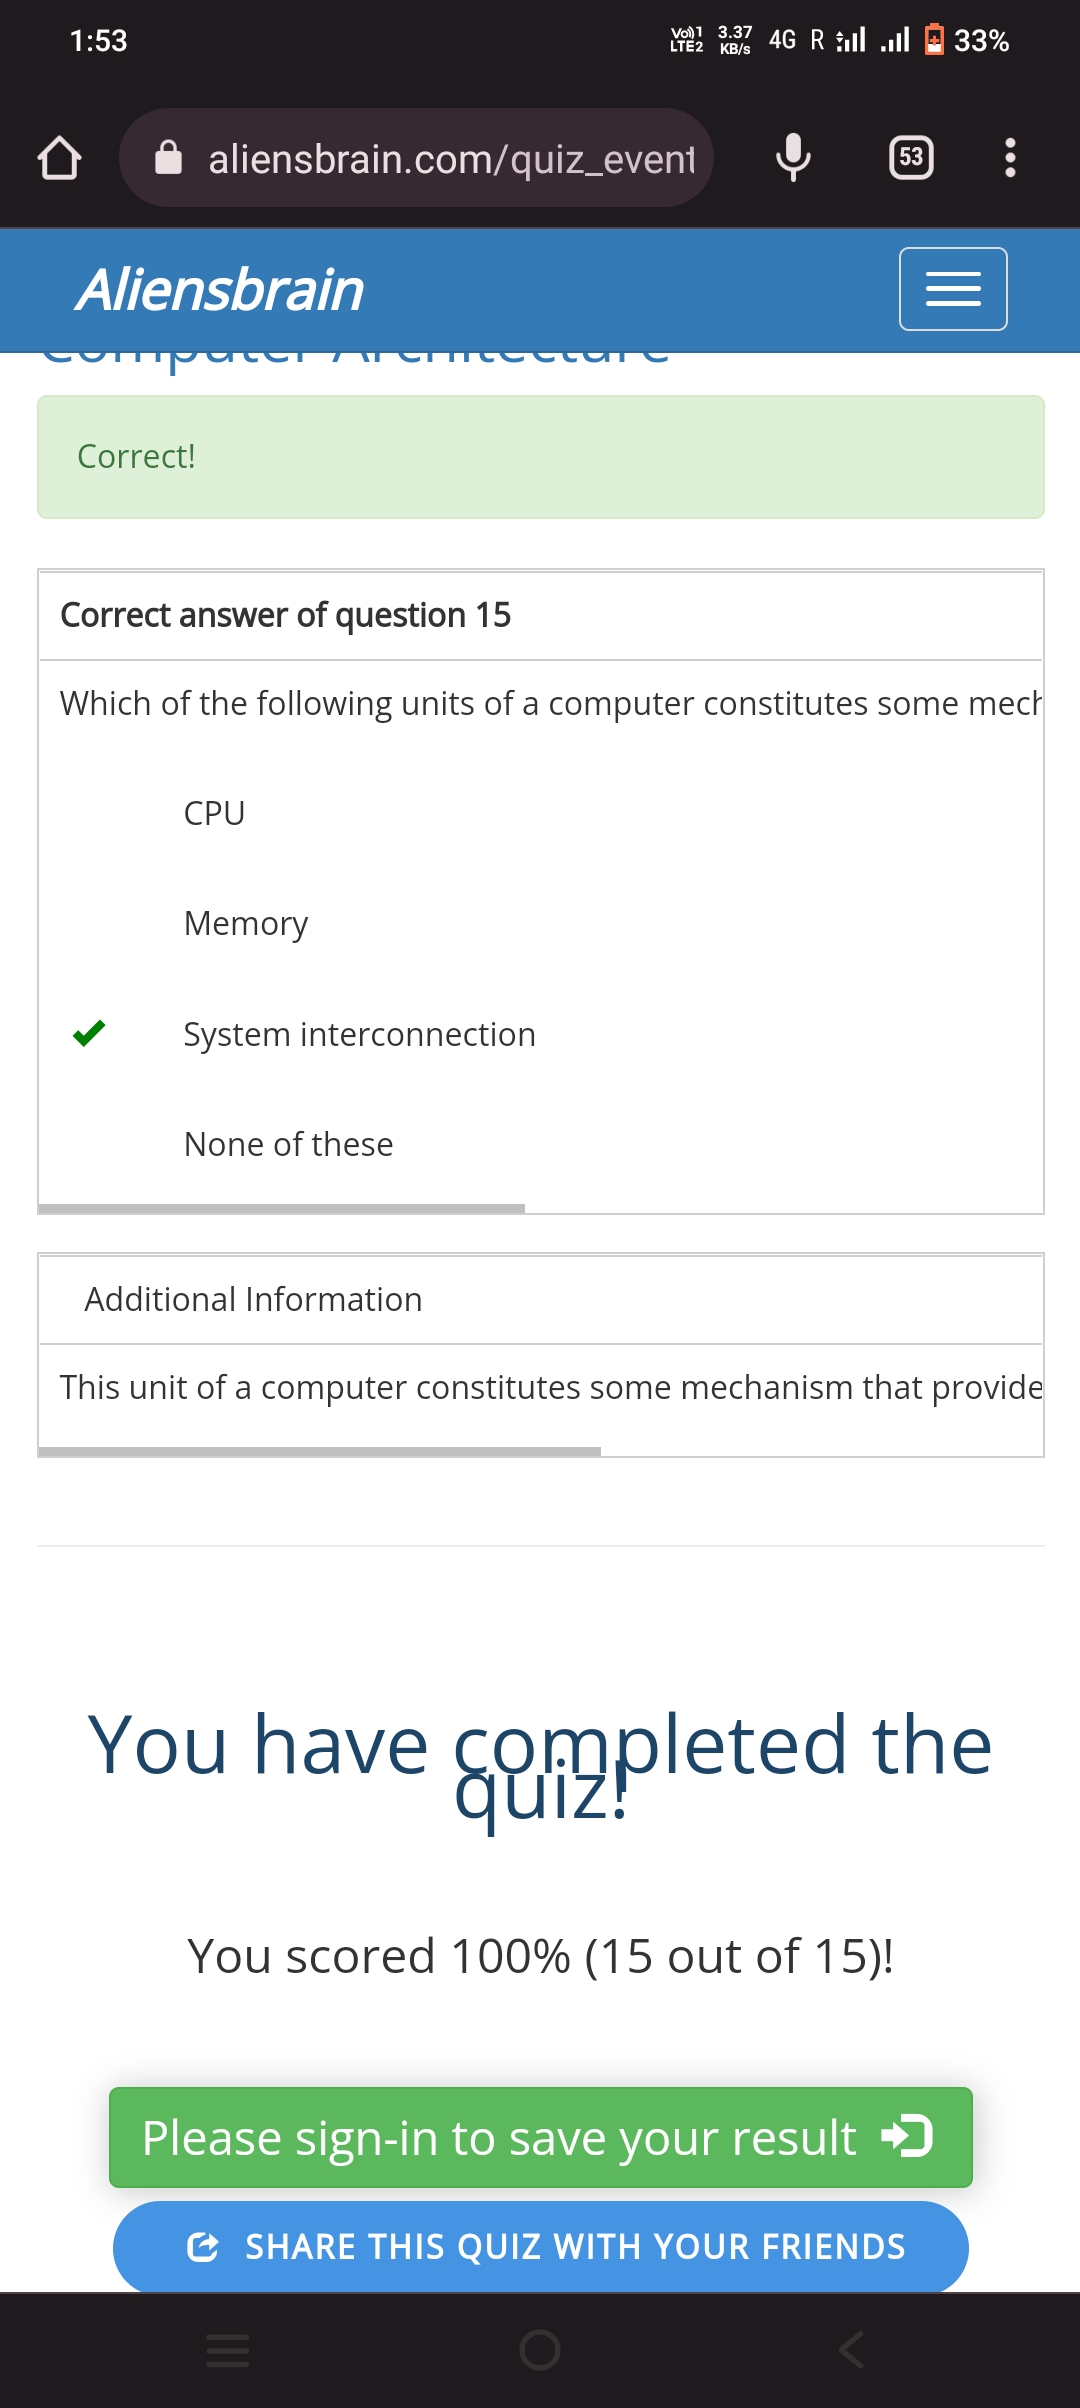 1:53
Vo)) 1 LTE2 3.37 KB/s 4G R 33%
aliensbrain.com/quiz_event
53
Aliensbrain
Computer Architecture
Correct!
Correct answer of question 15
Which of the following units of a computer constitutes some mech
CPU
Memory
System interconnection
None of these
Additional Information
This unit of a computer constitutes some mechanism that provide
You have completed the
quiz!
You scored 100% (15 out of 15)!
Please sign-in to save your result
SHARE THIS QUIZ WITH YOUR FRIENDS